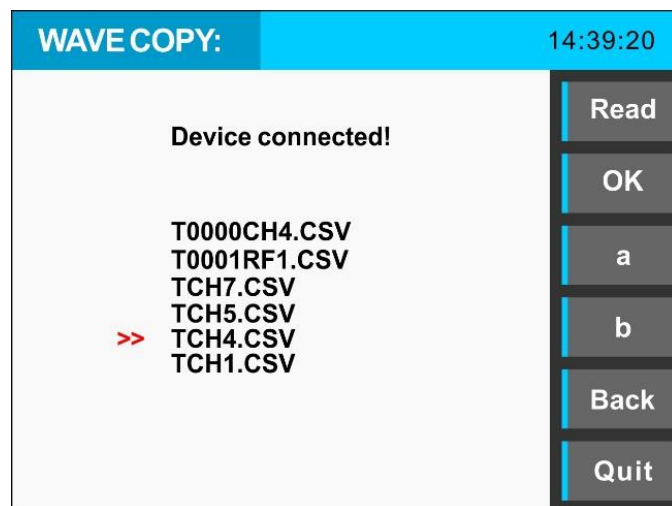 WAVE COPY:
14:39:20
Device connected!
T0000CH4.CSV
T0001RF1.CSV
TCH7.CSV
TCH5.CSV
>> TCH4.CSV
TCH1.CSV
Read
OK
a
b
Back
Quit